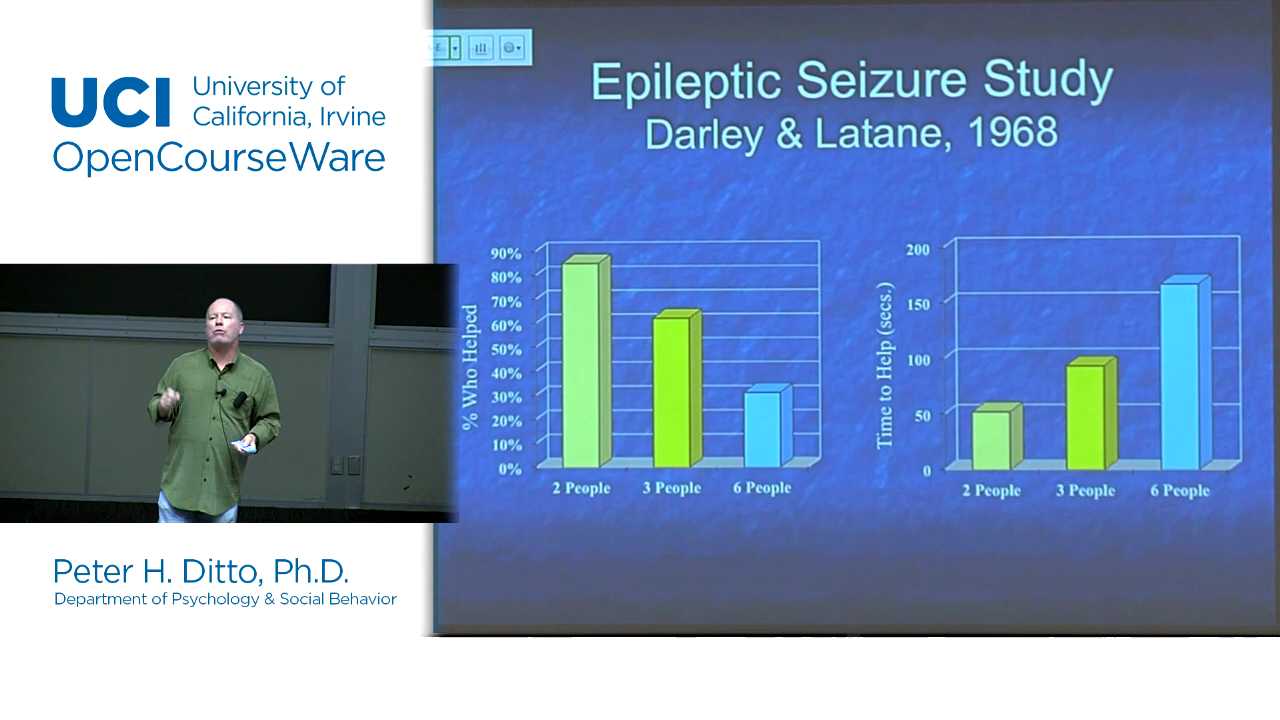 UCI University of
California, Irvine
OpenCourseWare
Epileptic Seizure Study
Darley & Latane, 1968
% Who Helped
90%
80%
70%
60%
50%
40%
30%
20%
10%
0%
2 People
3 People
6 People
Time to Help (secs.)
200
150
100
50
0
2 People
3 People
6 People
Peter H. Ditto, Ph.D.
Department of Psychology & Social Behavior